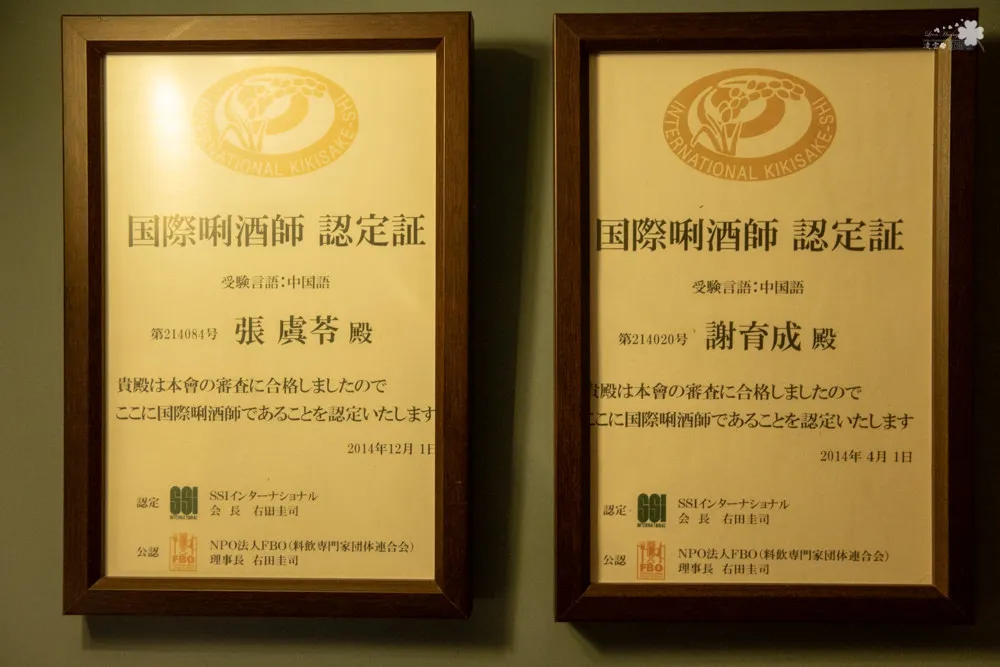 INTERNATIONAL KIKISAKE-SHI
国際唎酒師 認定証
受験言語:中国語
第214084号 張 虞苓 殿
貴殿は本會の審査に合格しましたので
ここに国際唎酒師であることを認定いたします
2014年12月 1日
認定 SSI INTERNATIONAL SSIインターナショナル
会 長 右田圭司
公認 FBO NPO法人FBO(料飲専門家団体連合会)
理事長 右田圭司
INTERNATIONAL KIKISAKE-SHI
国際唎酒師 認定証
受験言語:中国語
第214020号 謝育成 殿
貴殿は本會の審査に合格しましたので
ここに国際唎酒師であることを認定いたします
2014年 4月 1日
認定 SSI INTERNATIONAL SSIインターナショナル
会 長 右田圭司
公認 FBO NPO法人FBO(料飲専門家団体連合会)
理事長 右田圭司